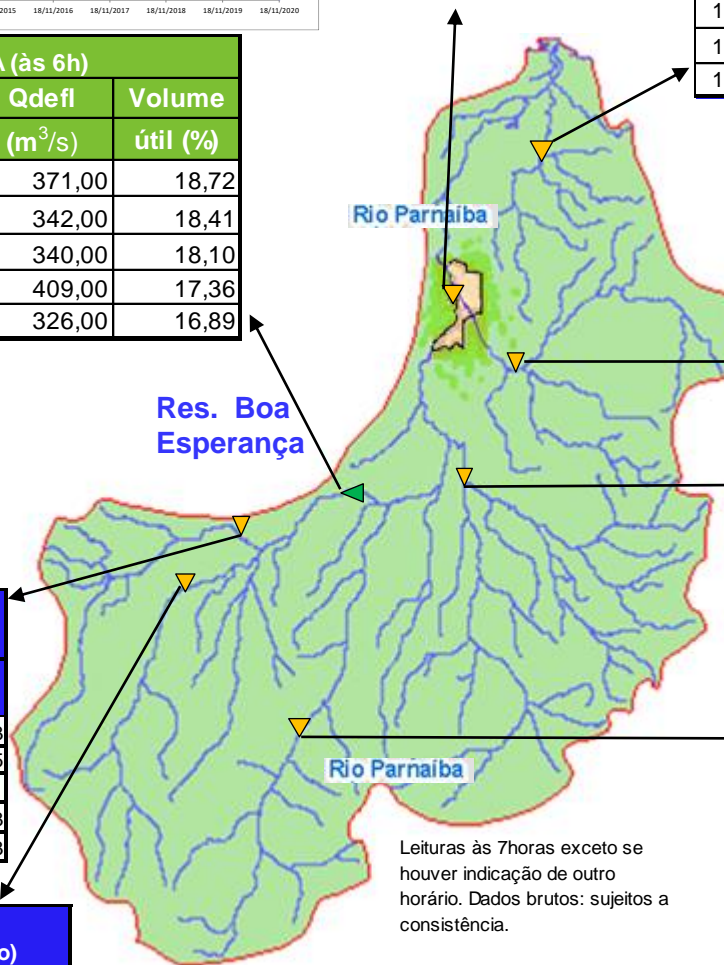 18/11/2016 18/11/2017 18/11/2018 18/11/2019 18/11/2020
(às 6h)
Qdefl Volume
(m³/s) útil (%)
371,00 18,72
342,00 18,41
340,00 18,10
409,00 17,36
326,00 16,89
1
1
1
Rio Parnaíba
Res. Boa
Esperança
Rio Parnaíba
Leituras às 7horas exceto se
houver indicação de outro
horário. Dados brutos: sujeitos a
consistência.